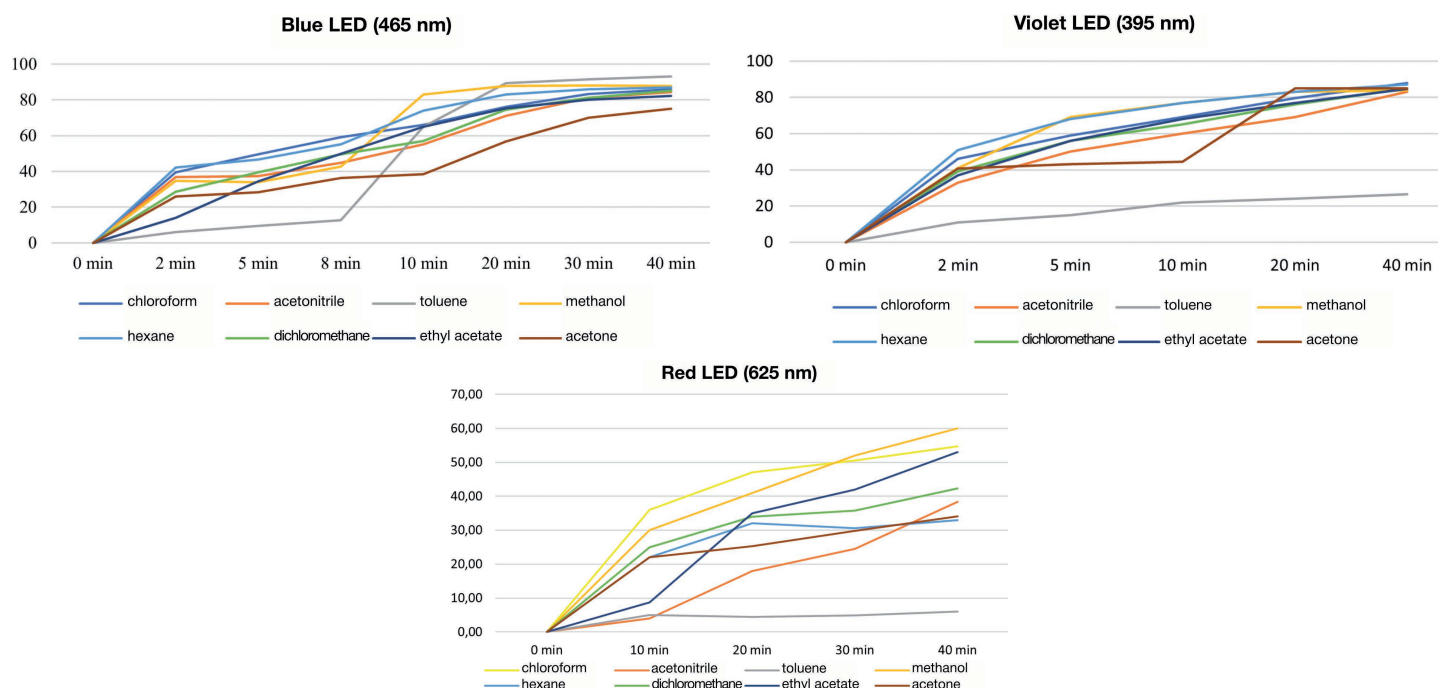 Blue LED (465 nm)
100
80
60
40
20
0
0 min 2 min 5 min 8 min 10 min 20 min 30 min 40 min
chloroform acetonitrile toluene methanol
hexane dichloromethane ethyl acetate acetone
Violet LED (395 nm)
100
80
60
40
20
0
0 min 2 min 5 min 10 min 20 min 40 min
chloroform acetonitrile toluene methanol
hexane dichloromethane ethyl acetate acetone
Red LED (625 nm)
70,00
60,00
50,00
40,00
30,00
20,00
10,00
0,00
0 min 10 min 20 min 30 min 40 min
chloroform acetonitrile toluene methanol
hexane dichloromethane ethyl acetate acetone